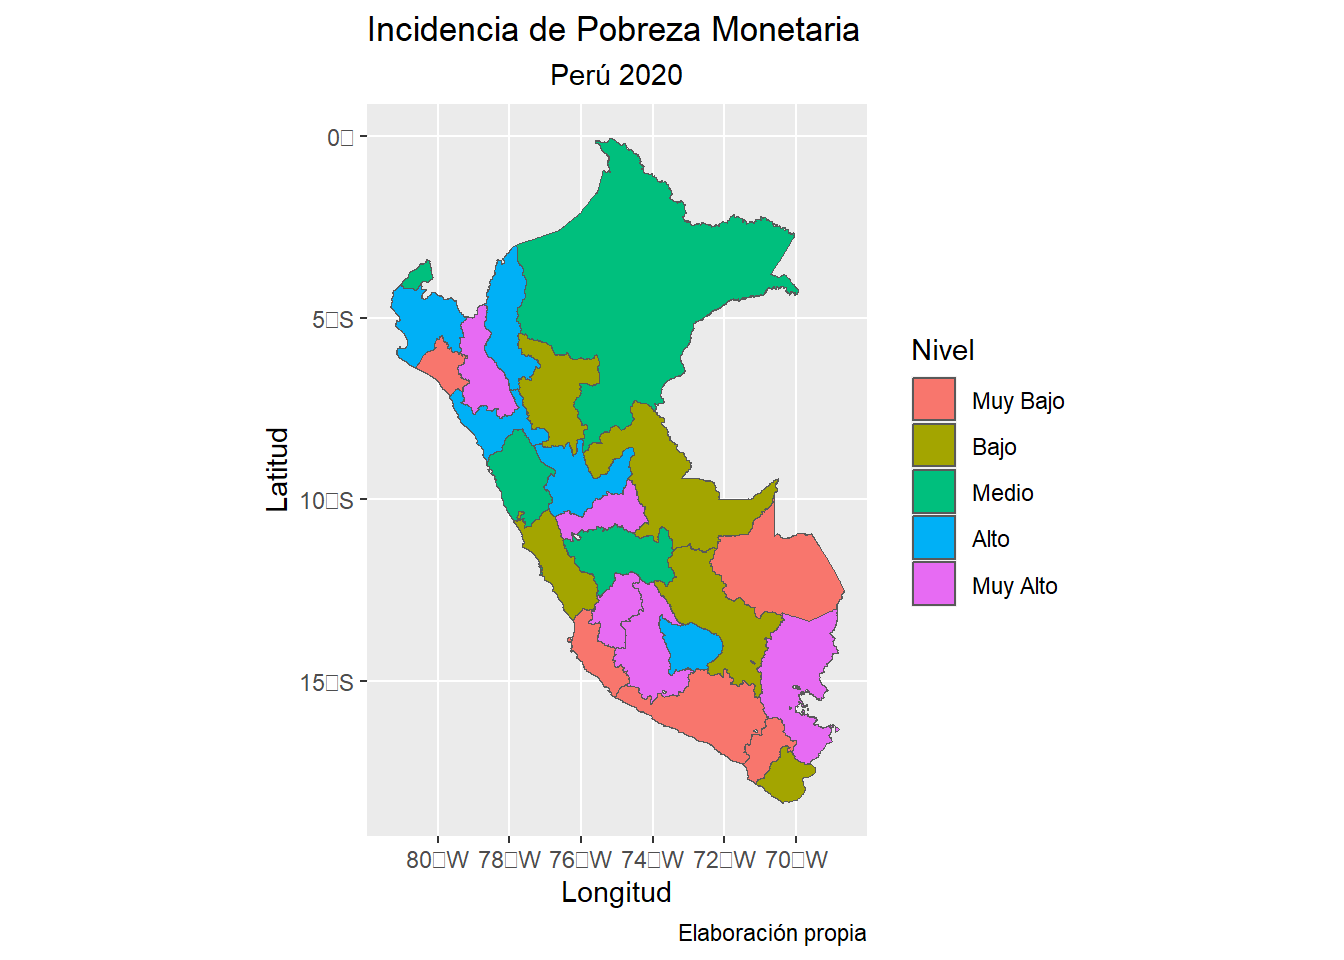 Incidencia de Pobreza Monetaria
Perú 2020
0▯
5▯S
10▯S
15▯S
80▯W 78▯W 76▯W 74▯W 72▯W 70▯W
Latitud
Longitud
Nivel
Muy Bajo
Bajo
Medio
Alto
Muy Alto
Elaboración propia